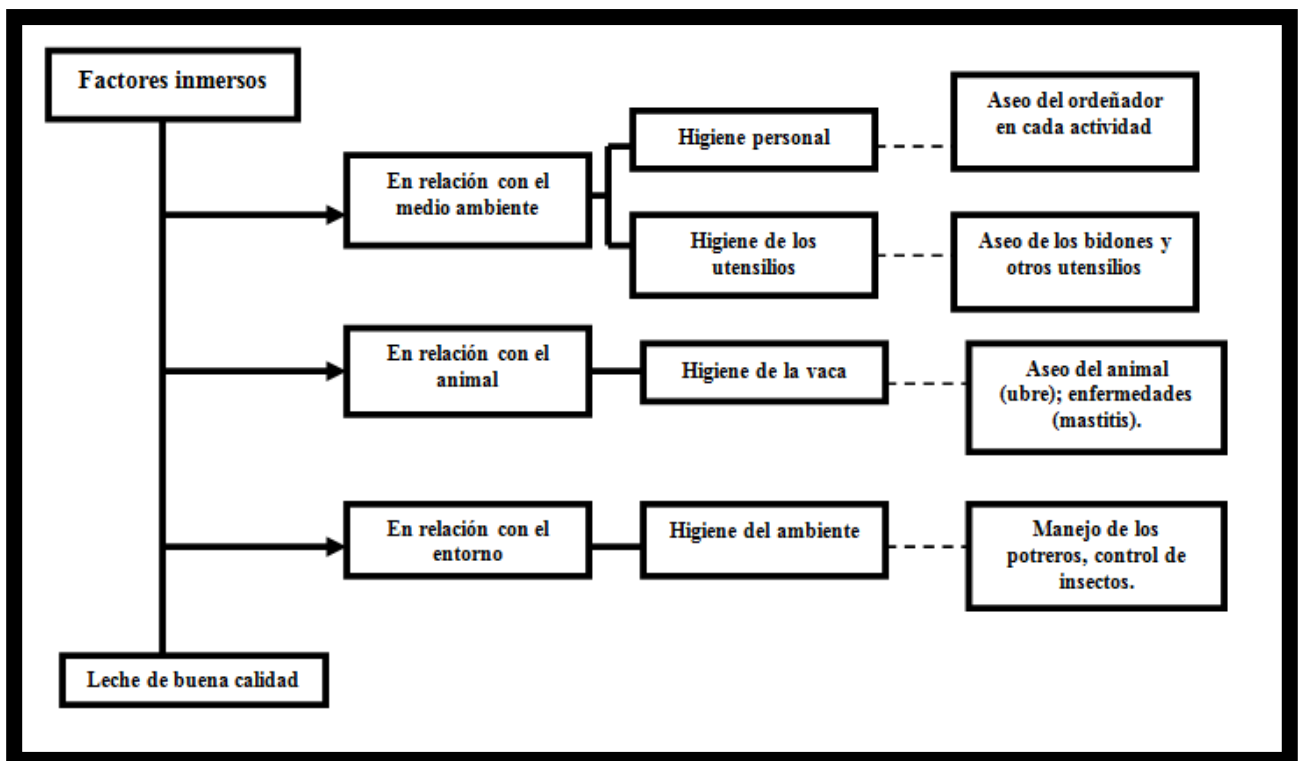 Factores inmersos
Aseo del ordeñador
en cada actividad
Higiene personal
En relación con el
medio ambiente
Higiene de los
utensilios
Aseo de los bidones y
otros utensilios
En relación con el
animal
Higiene de la vaca
Aseo del animal
(ubre); enfermedades
(mastitis).
En relación con el
entorno
Higiene del ambiente
Manejo de los
potreros, control de
insectos.
Leche de buena calidad